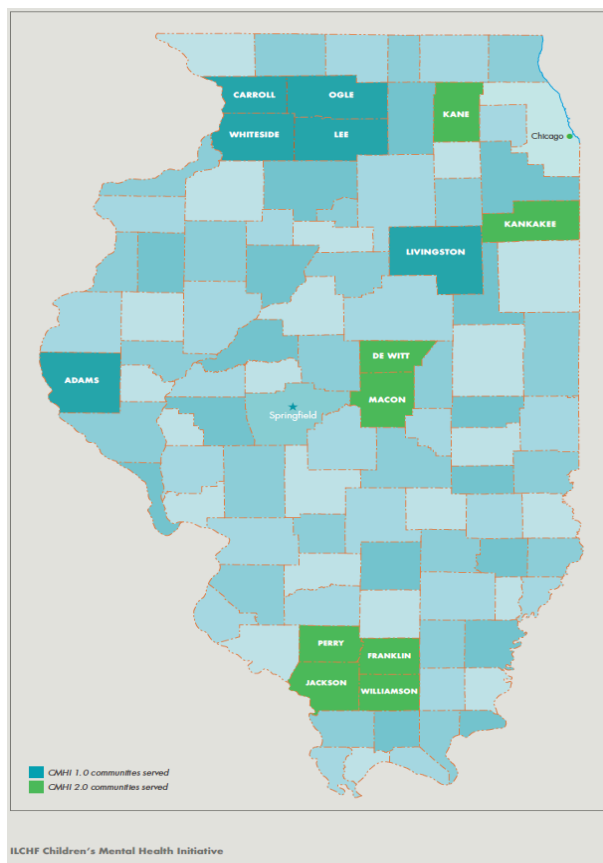 CARROLL
OGLE
KANE
WHITESIDE
LEE
Chicago
KANKAKEE
LIVINGSTON
DE WITT
ADAMS
MACON
Springfield
PERRY
FRANKLIN
JACKSON
WILLIAMSON
CMHI 1.0 communities served
CMHI 2.0 communities served
ILCHF Children's Mental Health Initiative